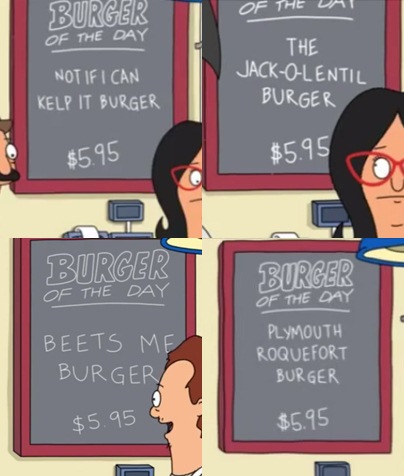 BURGER
OF THE DAY
NOT IF I CAN
KELP IT BURGER
$5.95
OF THE DAY
THE
JACK-O-LENTIL
BURGER
$5.95
BURGER
OF THE DAY
BEETS ME
BURGER
$5.95
BURGER
OF THE DAY
PLYMOUTH
ROQUEFORT
BURGER
$5.95